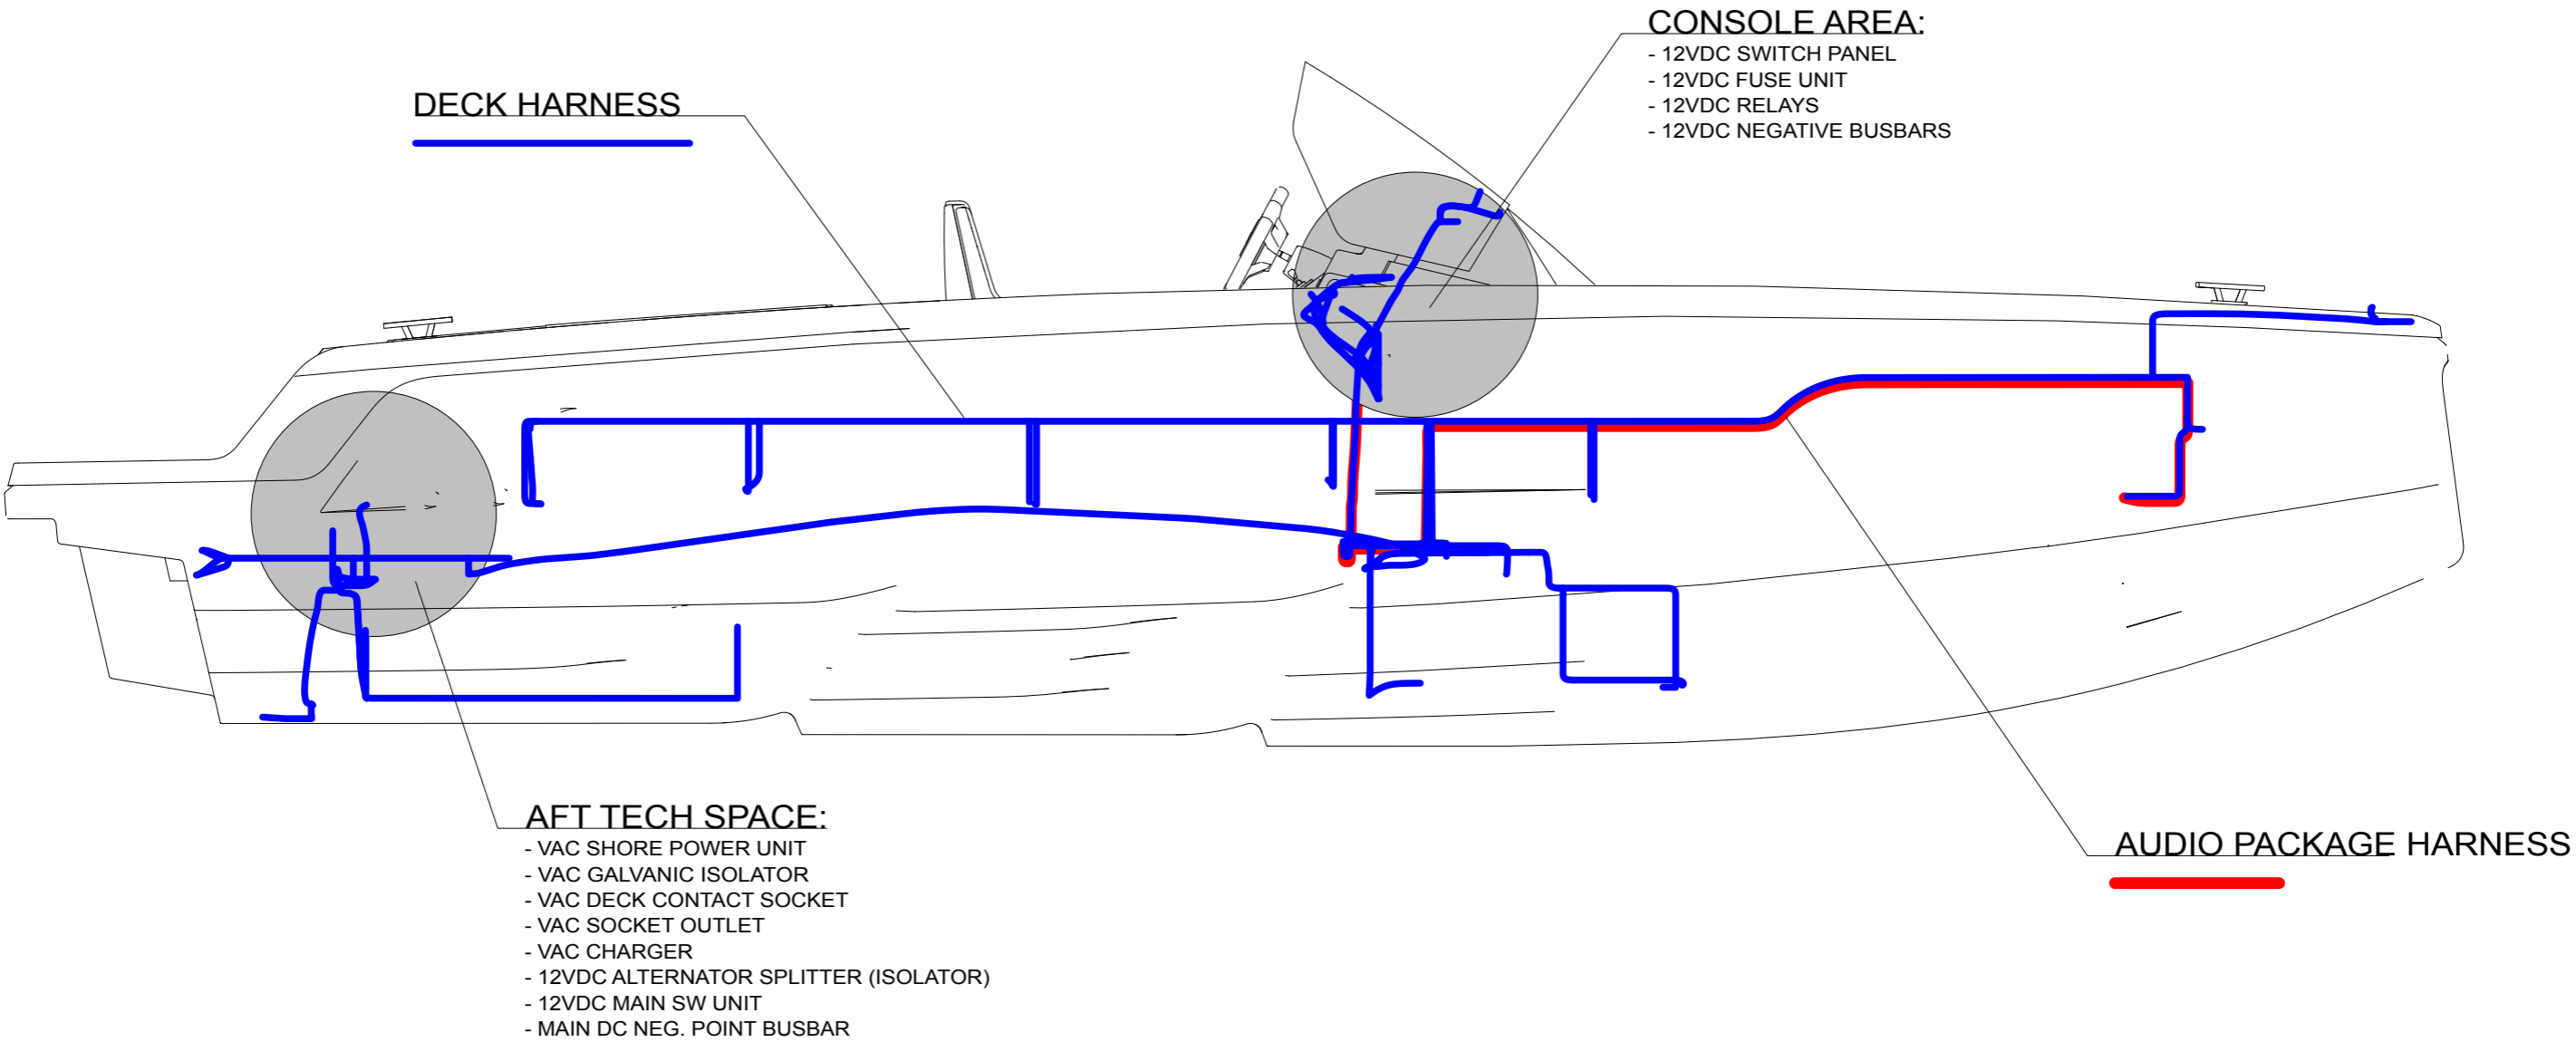 CONSOLE AREA:
- 12VDC SWITCH PANEL
- 12VDC FUSE UNIT
- 12VDC RELAYS
- 12VDC NEGATIVE BUSBARS
DECK HARNESS
AFT TECH SPACE:
- VAC SHORE POWER UNIT
- VAC GALVANIC ISOLATOR
- VAC DECK CONTACT SOCKET
- VAC SOCKET OUTLET
- VAC CHARGER
- 12VDC ALTERNATOR SPLITTER (ISOLATOR)
- 12VDC MAIN SW UNIT
- MAIN DC NEG. POINT BUSBAR
AUDIO PACKAGE HARNESS